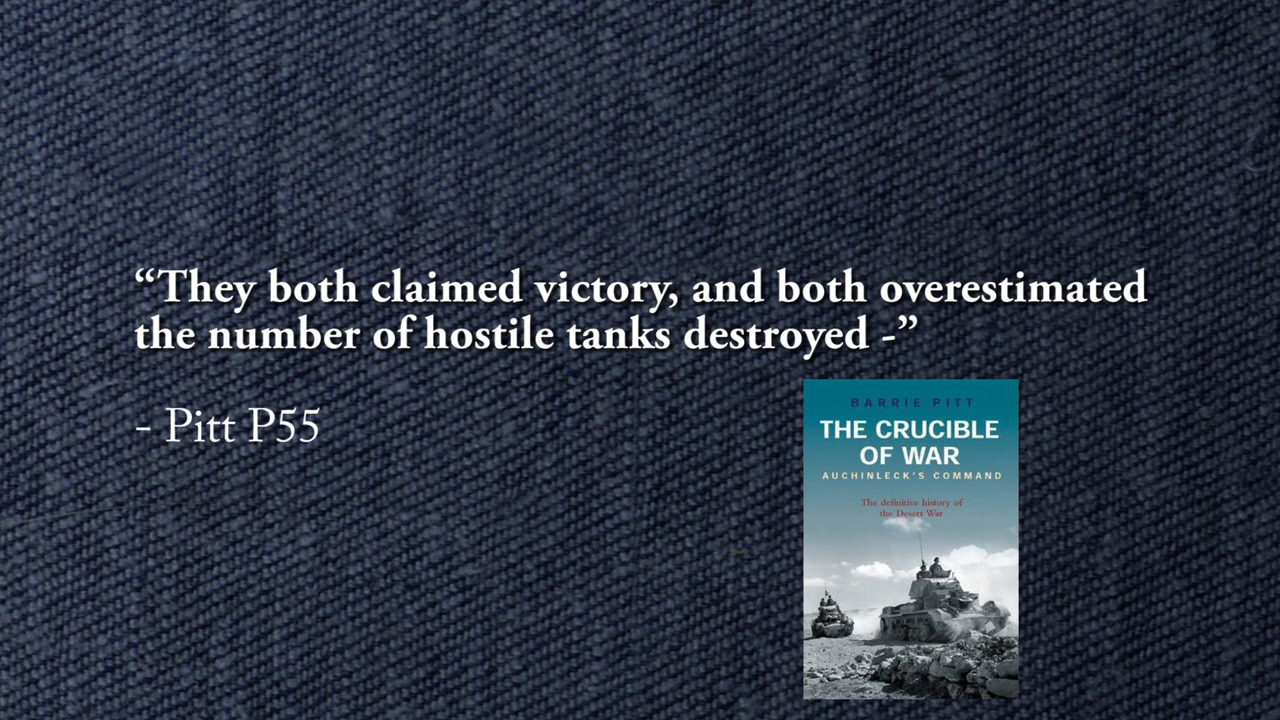 “They both claimed victory, and both overestimated
the number of hostile tanks destroyed -”
- Pitt P55
BARRIE PITT
THE CRUCIBLE
OF WAR
AUCHINLECK'S COMMAND
The definitive history of
the Desert War